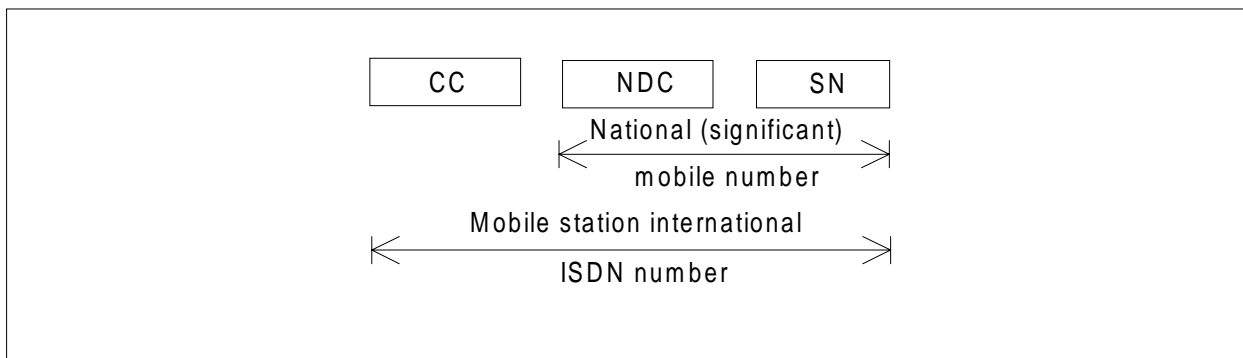 CC NDC SN
National (significant)
mobile number
Mobile station international
ISDN number